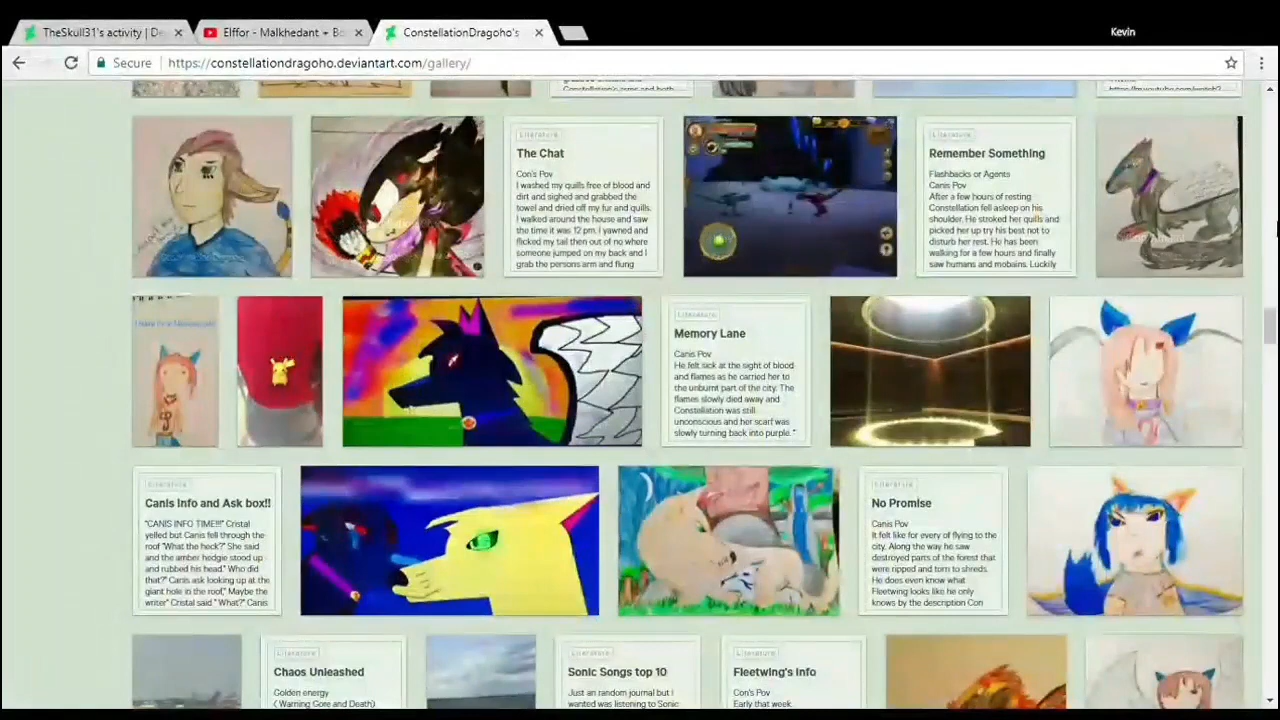 TheSkull31's activity | De
Elffor - Malkhedant + Bo
ConstellationDragoho's
Kevin
Secure
https://constellationdragoho.deviantart.com/gallery/
Constellation's arms and both
Literature
The Chat
Con's Pov
I washed my quills free of blood and
dirt and sighed and grabbed the
towel and dried off my fur and quills.
I walked around the house and saw
the time it was 12 pm. I yawned and
flicked my tail then out of no where
someone jumped on my back and I
grab the persons arm and flung
Literature
Remember Something
Flashbacks or Agents
Canis Pov
After a few hours of resting
Constellation fell asleep on his
shoulder. He stroked her quills and
picked her up try his best not to
disturb her rest. He has been
walking for a few hours and finally
saw humans and mobains. Luckily
Literature
Memory Lane
Canis Pov
He felt sick at the sight of blood
and flames as he carried her to
the unburnt part of the city. The
flames slowly died away and
Constellation was still
unconscious and her scarf was
slowly turning back into purple. "
Literature
Canis Info and Ask box!!
"CANIS INFO TIME!!!" Cristal
yelled but Canis fell through the
roof "What the heck?" She said
and the amber hedgie stood up
and rubbed his head." Who did
that?" Canis ask looking up at the
giant hole in the roof," Maybe the
writer" Cristal said " What?" Canis
Literature
No Promise
Canis Pov
It felt like for every of flying to the
city. Along the way he saw
destroyed parts of the forest that
were ripped and torn to shreds.
He does even know what
Fleetwing looks like he only
knows by the description Con
Literature
Chaos Unleashed
Golden energy
( Warning Gore and Death)
Literature
Sonic Songs top 10
Just an random journal but I
wanted was listening to Sonic
Literature
Fleetwing's Info
Con's Pov
Early that week.